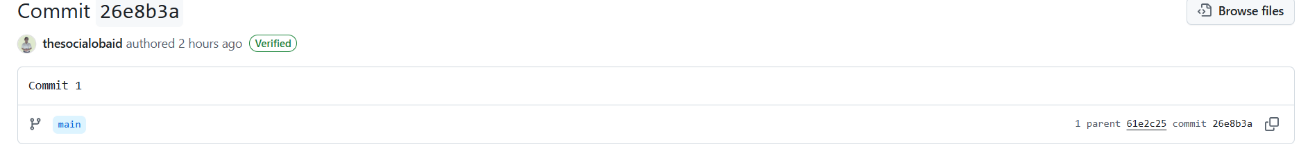 Commit 26e8b3a
Browse files
thesocialobaid authored 2 hours ago Verified
Commit 1
main
1 parent 61e2c25 commit 26e8b3a